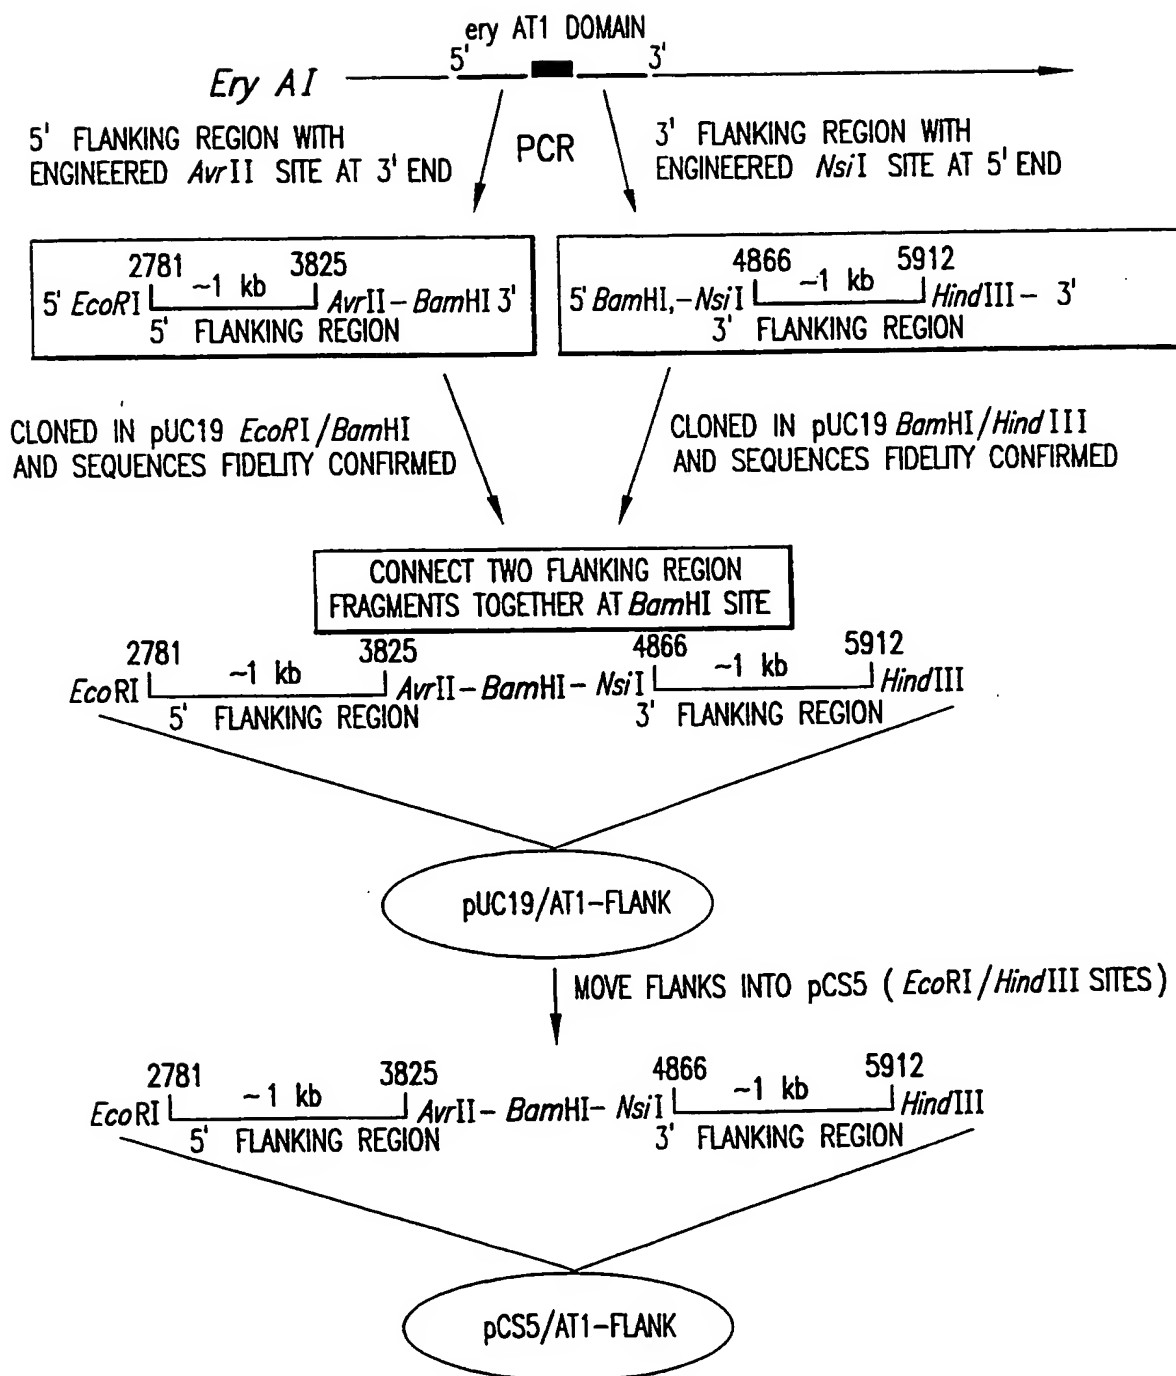 ery AT1 DOMAIN
5' 3'
Ery AI
5' FLANKING REGION WITH
ENGINEERED AvrII SITE AT 3' END
PCR
3' FLANKING REGION WITH
ENGINEERED NsiI SITE AT 5' END
2781 3825
~1 kb
5' EcoRI AvrII-BamHI 3'
5' FLANKING REGION
4866 5912
~1 kb
5' BamHI,-NsiI HindIII- 3'
3' FLANKING REGION
CLONED IN pUC19 EcoRI/BamHI
AND SEQUENCES FIDELITY CONFIRMED
CLONED IN pUC19 BamHI/HindIII
AND SEQUENCES FIDELITY CONFIRMED
CONNECT TWO FLANKING REGION
FRAGMENTS TOGETHER AT BamHI SITE
2781 3825 4866 5912
~1 kb ~1 kb
EcoRI AvrII-BamHI-NsiI HindIII
5' FLANKING REGION 3' FLANKING REGION
pUC19/AT1-FLANK
MOVE FLANKS INTO pCS5 (EcoRI/HindIII SITES)
2781 3825 4866 5912
~1 kb ~1 kb
EcoRI AvrII-BamHI-NsiI HindIII
5' FLANKING REGION 3' FLANKING REGION
pCS5/AT1-FLANK